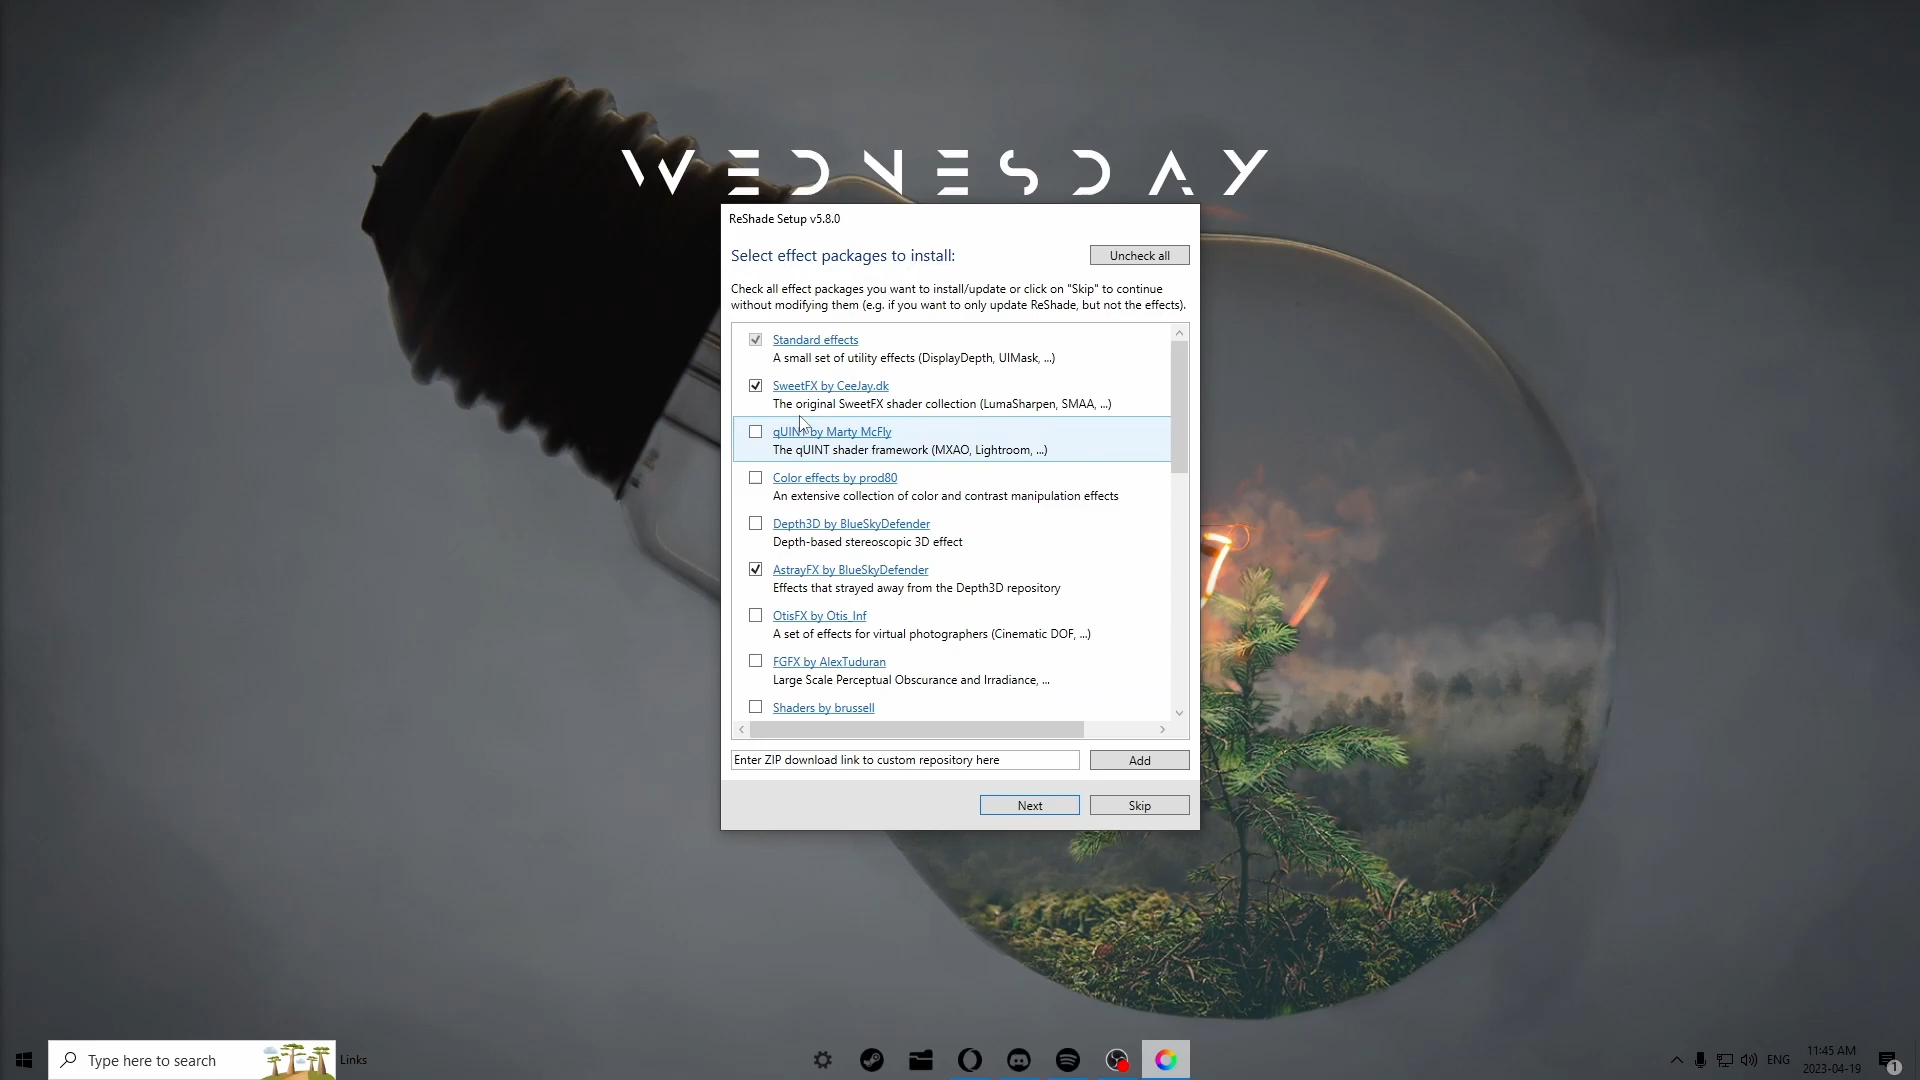 WEDNESDAY
ReShade Setup v5.8.0
Select effect packages to install:
Uncheck all
Check all effect packages you want to install/update or click on "Skip" to continue
without modifying them (e.g. if you want to only update ReShade, but not the effects).
Standard effects
A small set of utility effects (DisplayDepth, UIMask, ...)
SweetFX by CeeJay.dk
The original SweetFX shader collection (LumaSharpen, SMAA, ...)
qUINT by Marty McFly
The qUINT shader framework (MXAO, Lightroom, ...)
Color effects by prod80
An extensive collection of color and contrast manipulation effects
Depth3D by BlueSkyDefender
Depth-based stereoscopic 3D effect
AstrayFX by BlueSkyDefender
Effects that strayed away from the Depth3D repository
OtisFX by Otis_Inf
A set of effects for virtual photographers (Cinematic DOF, ...)
FGFX by AlexTuduran
Large Scale Perceptual Obscurance and Irradiance, ...
Shaders by brussell
Enter ZIP download link to custom repository here
Add
Next
Skip
Type here to search
Links
ENG
11:45 AM
2023-04-19
1